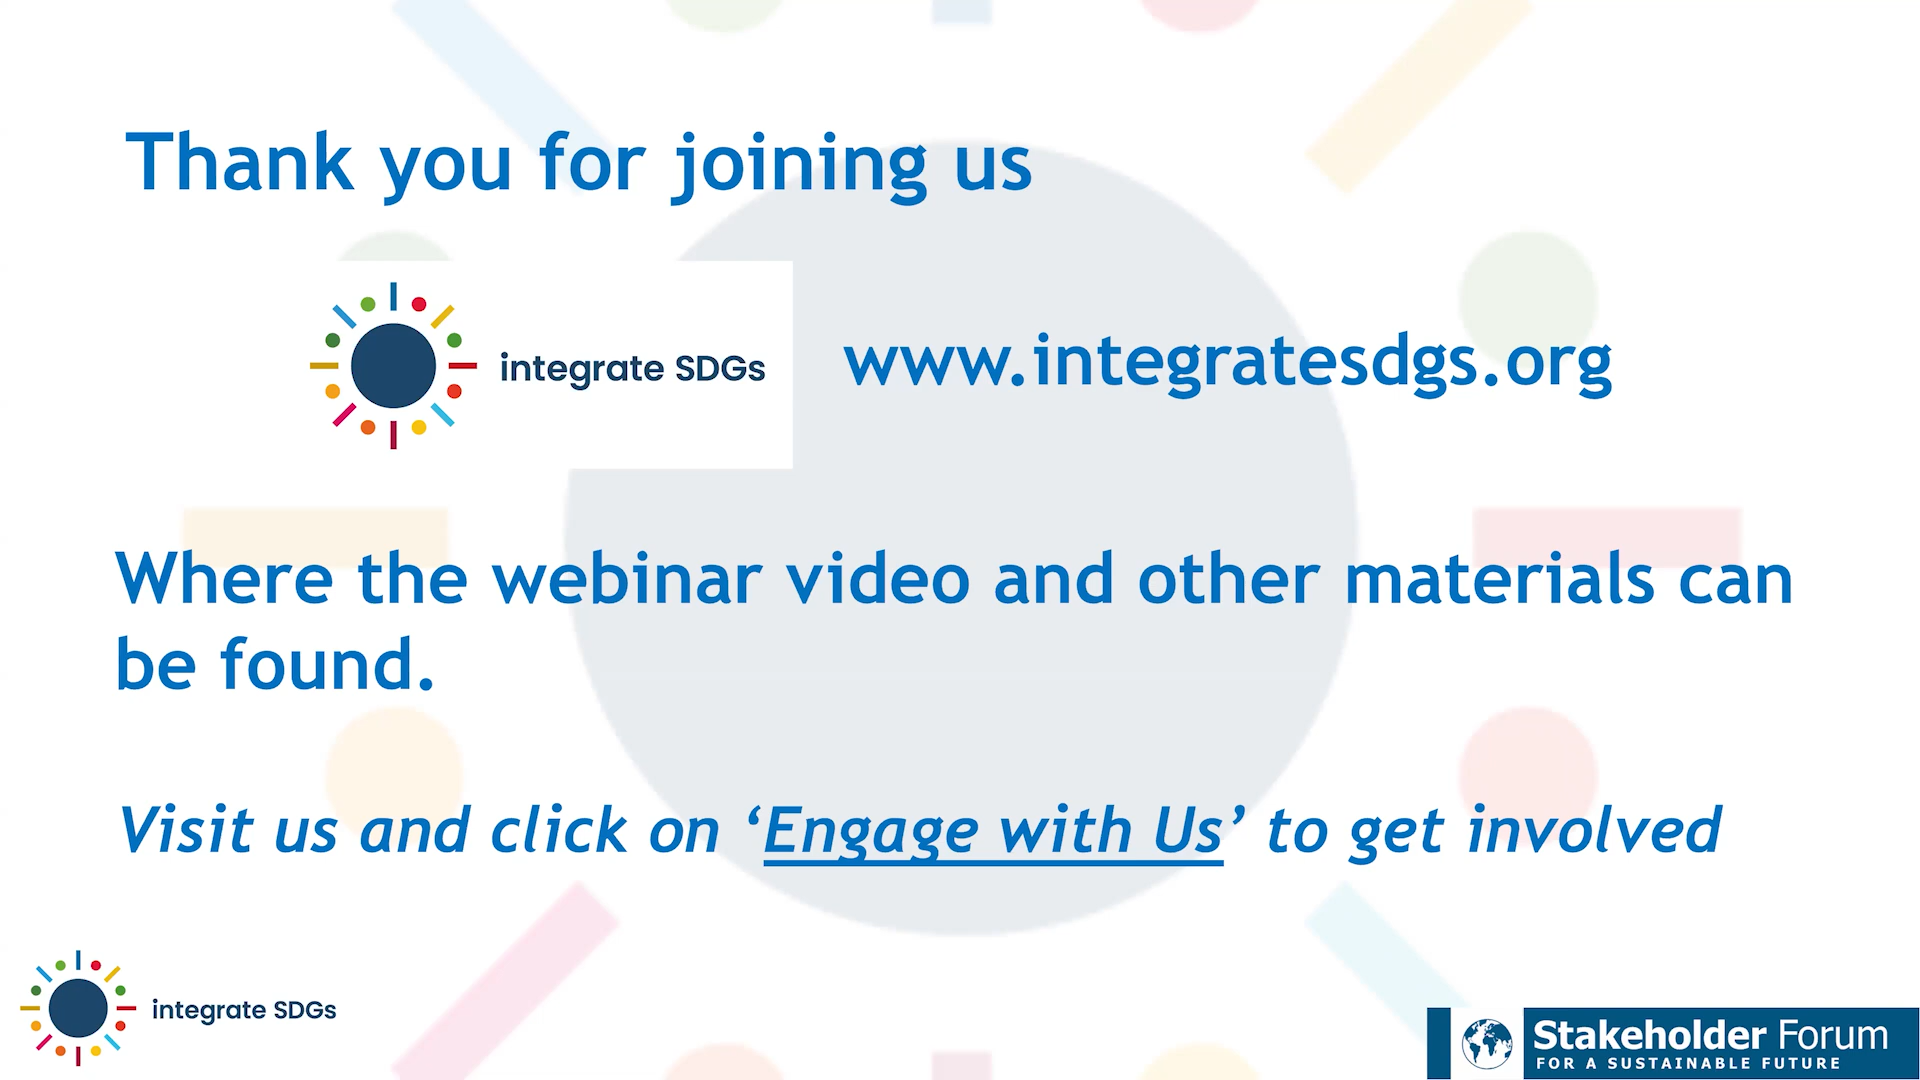 Thank you for joining us
integrate SDGs
www.integratesdgs.org
Where the webinar video and other materials can
be found.
Visit us and click on ‘Engage with Us’ to get involved
integrate SDGs
Stakeholder Forum
FOR A SUSTAINABLE FUTURE